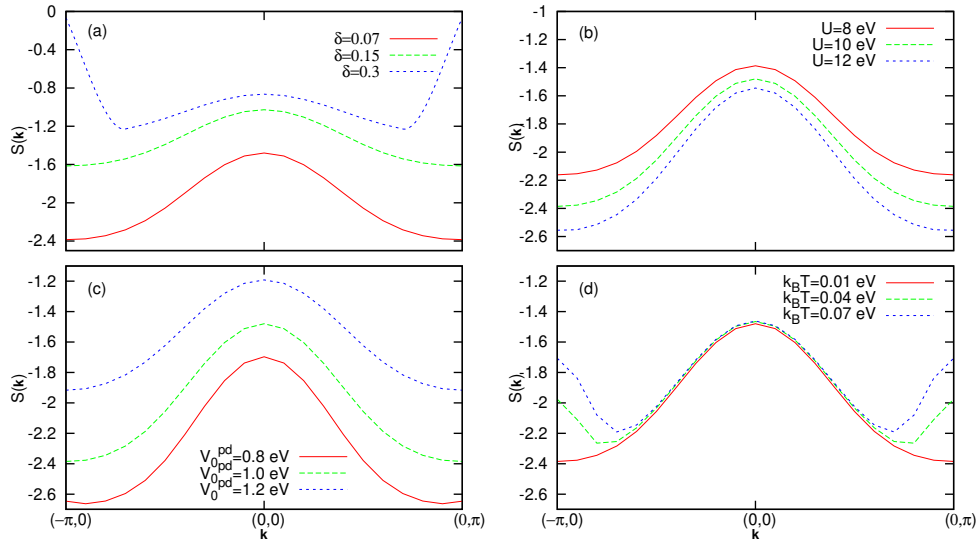 (a)
δ=0.07
δ=0.15
δ=0.3
S(k)
0
-0.4
-0.8
-1.2
-1.6
-2
-2.4
(b)
U=8 eV
U=10 eV
U=12 eV
S(k)
-1
-1.2
-1.4
-1.6
-1.8
-2
-2.2
-2.4
-2.6
(c)
V₀ᵖᵈ=0.8 eV
V₀ᵖᵈ=1.0 eV
V₀ᵖᵈ=1.2 eV
S(k)
-1.2
-1.4
-1.6
-1.8
-2
-2.2
-2.4
-2.6
(−π,0)
(0,0)
(0,π)
k
(d)
k_BT=0.01 eV
k_BT=0.04 eV
k_BT=0.07 eV
S(k)
-1.2
-1.4
-1.6
-1.8
-2
-2.2
-2.4
-2.6
(−π,0)
(0,0)
(0,π)
k